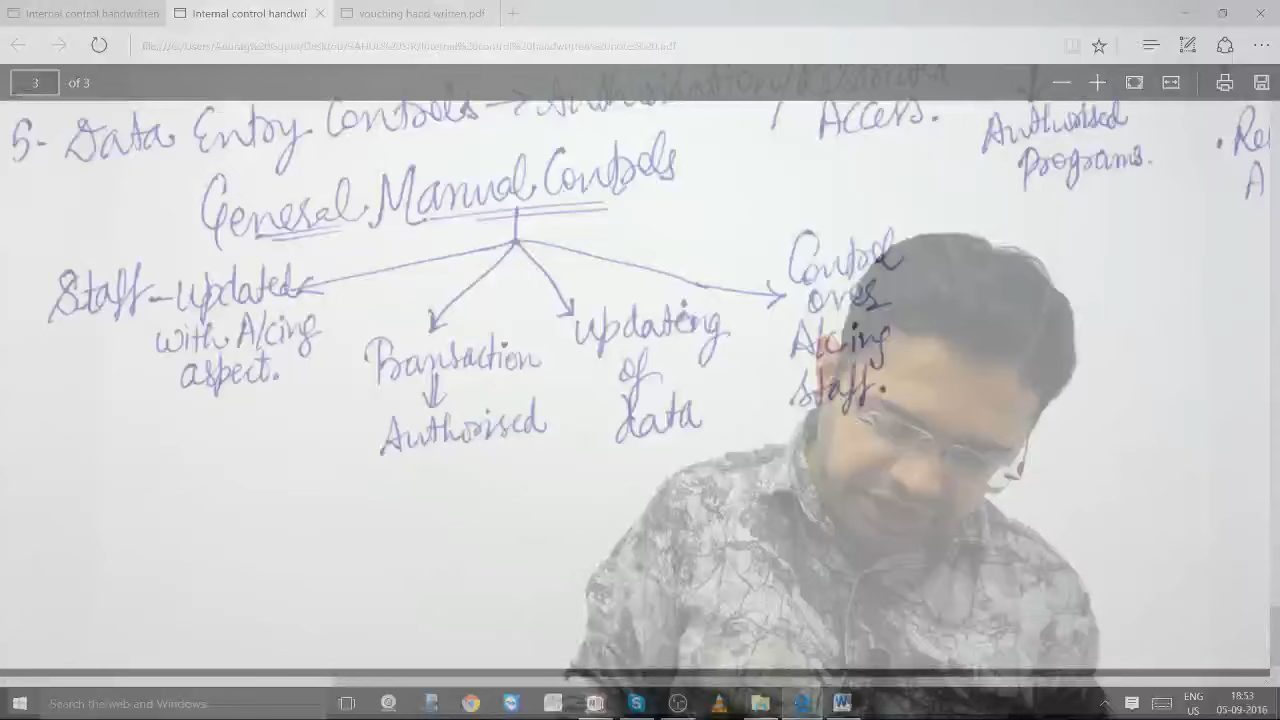 Internal control handwritten
Internal control handwri
vouching hand written.pdf
3 of 3
5- Data Entry Controls → Authorization /
Access.
Authorised
Programs.
General Manual Controls
Staff - Updated
with A/cing
aspect.
Transaction
Authorised
Updating
of
data
Control
over
A/cing
Staff.
Search the web and Windows
ENG
US
18:53
05-09-2016